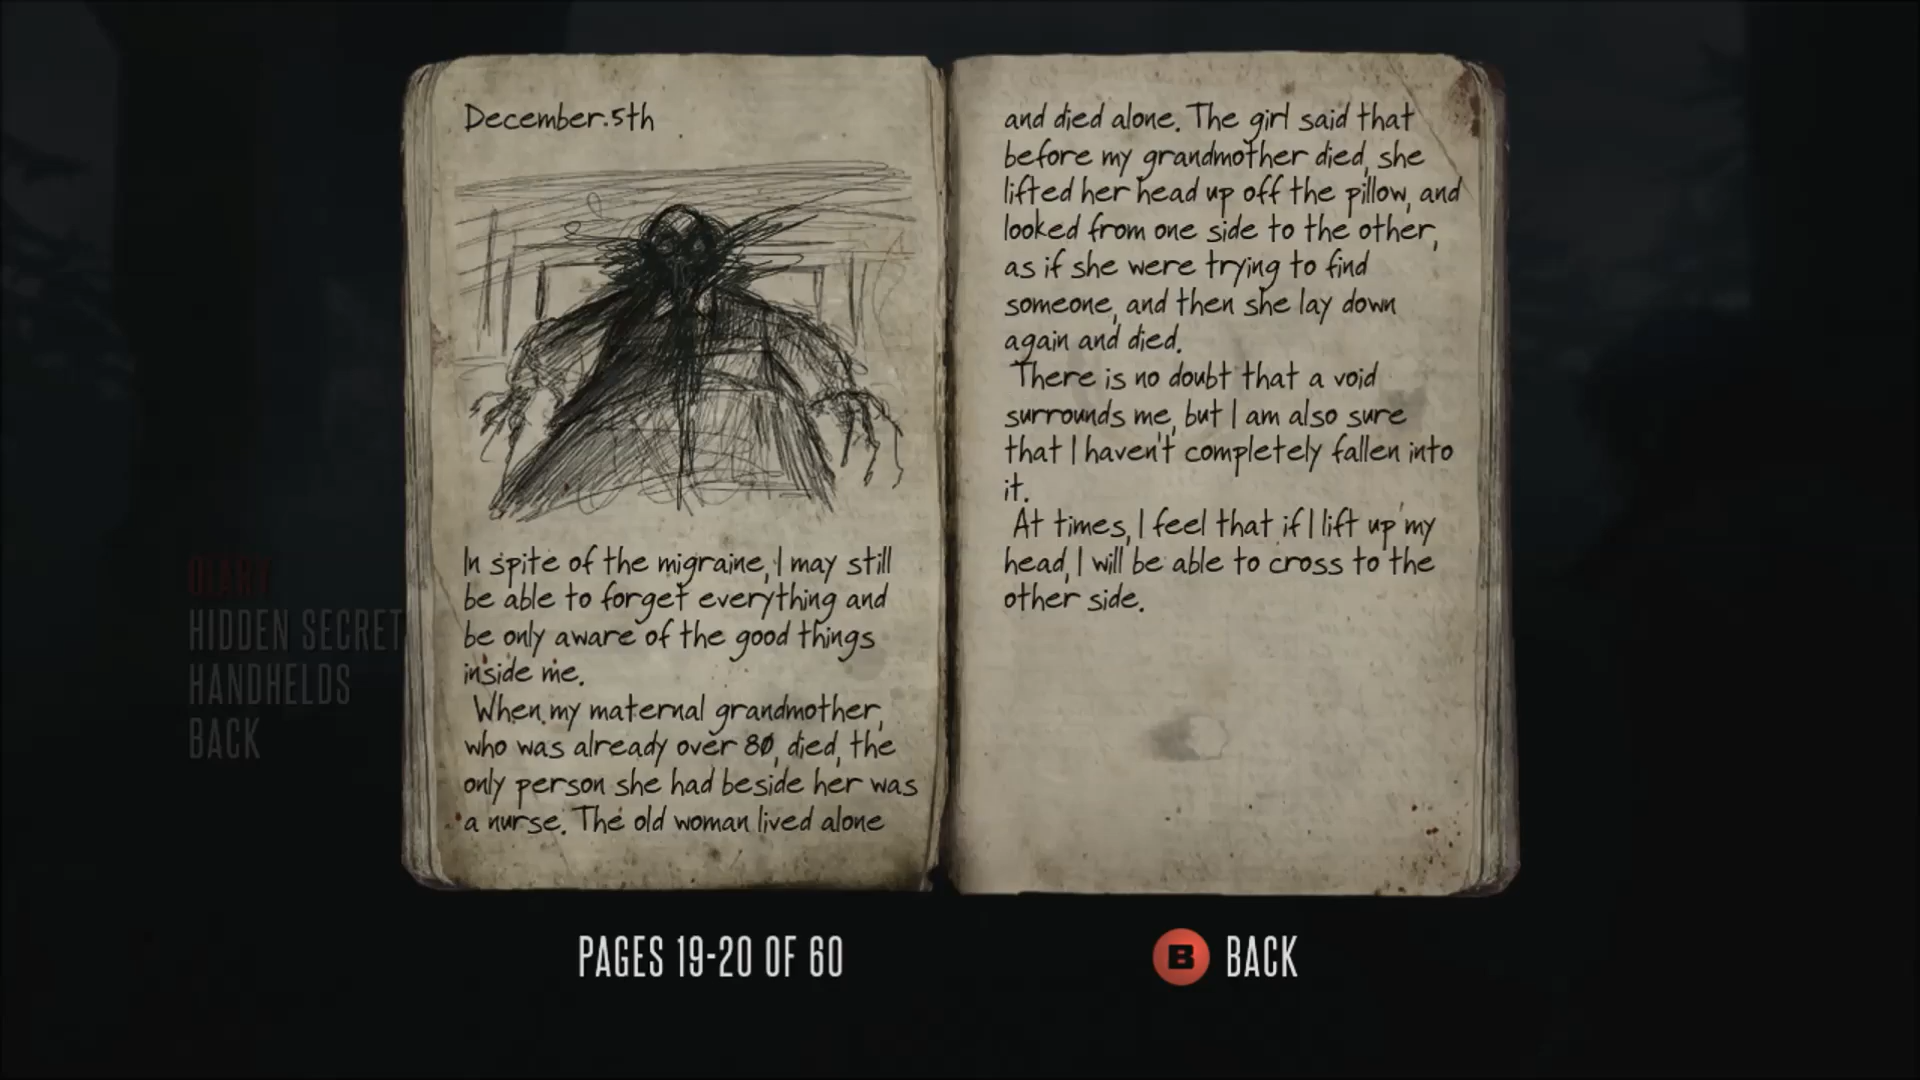 December.5th
In spite of the migraine, I may still
be able to forget everything and
be only aware of the good things
inside me.
When my maternal grandmother,
who was already over 80, died, the
only person she had beside her was
a nurse. The old woman lived alone
and died alone. The girl said that
before my grandmother died, she
lifted her head up off the pillow, and
looked from one side to the other,
as if she were trying to find
someone, and then she lay down
again and died.
There is no doubt that a void
surrounds me, but I am also sure
that I haven't completely fallen into
it.
At times, I feel that if I lift up my
head, I will be able to cross to the
other side.
DIARY
HIDDEN SECRET
HANDHELDS
BACK
PAGES 19-20 OF 60
B BACK